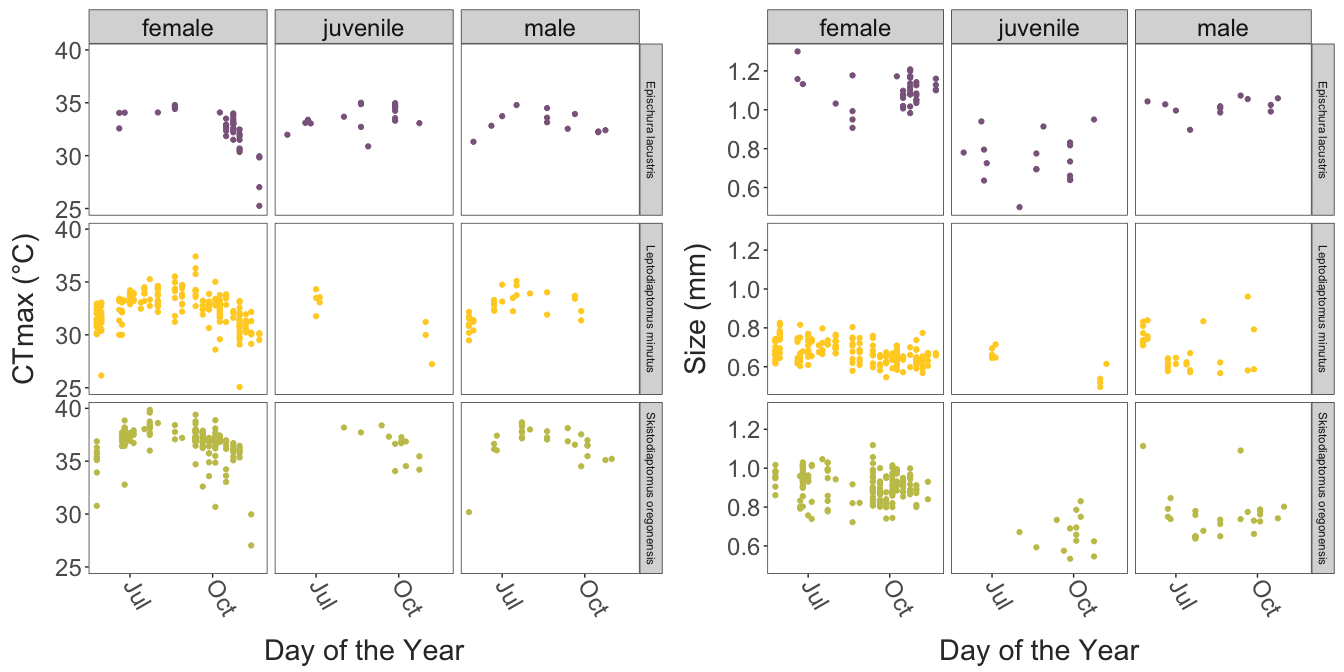 female juvenile male
40
35
30
25
Epischura lacustris
40
35
30
25
Leptodiaptomus minutus
40
35
30
25
Skistodiaptomus oregonensis
CTmax (°C)
Jul Oct Jul Oct Jul Oct
Day of the Year
female juvenile male
1.2
1.0
0.8
0.6
Epischura lacustris
1.2
1.0
0.8
0.6
Leptodiaptomus minutus
1.2
1.0
0.8
0.6
Skistodiaptomus oregonensis
Size (mm)
Jul Oct Jul Oct Jul Oct
Day of the Year